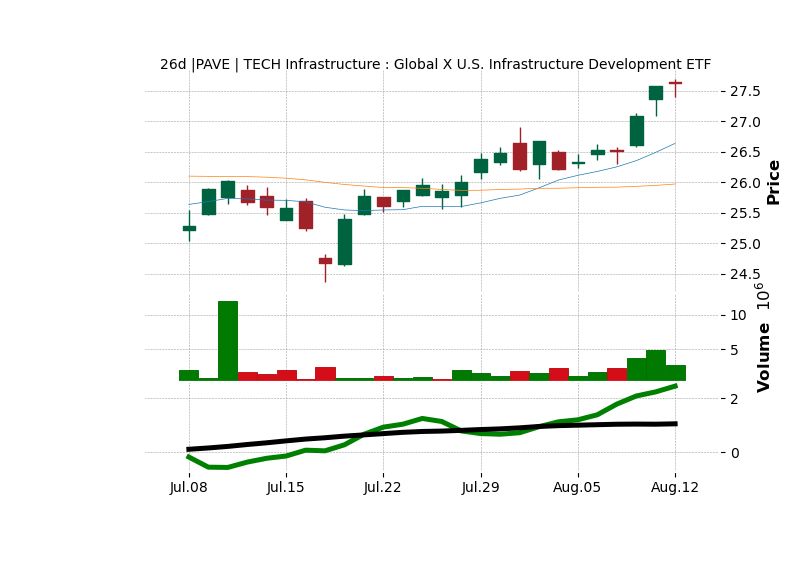 26d |PAVE | TECH Infrastructure : Global X U.S. Infrastructure Development ETF
27.5
27.0
26.5
26.0
25.5
25.0
24.5
Price
10
5
Volume 10^6
2
0
Jul.08 Jul.15 Jul.22 Jul.29 Aug.05 Aug.12